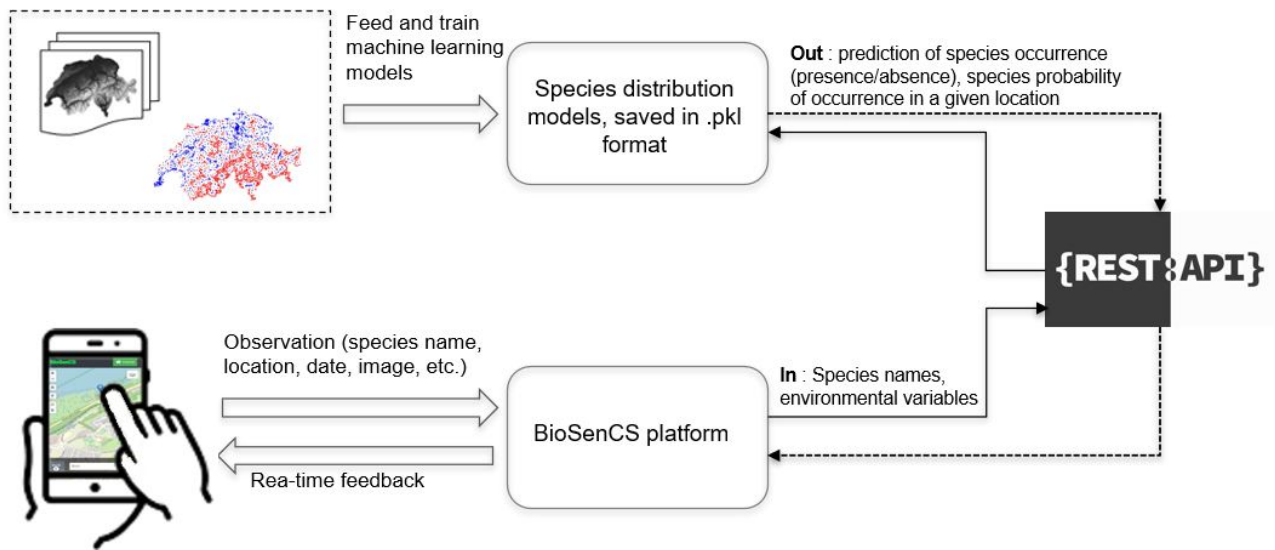 Feed and train
machine learning
models
Species distribution
models, saved in .pkl
format
Out : prediction of species occurrence
(presence/absence), species probability
of occurrence in a given location
{REST:API}
Observation (species name,
location, date, image, etc.)
BioSenCS
BioSenCS platform
In : Species names,
environmental variables
Rea-time feedback